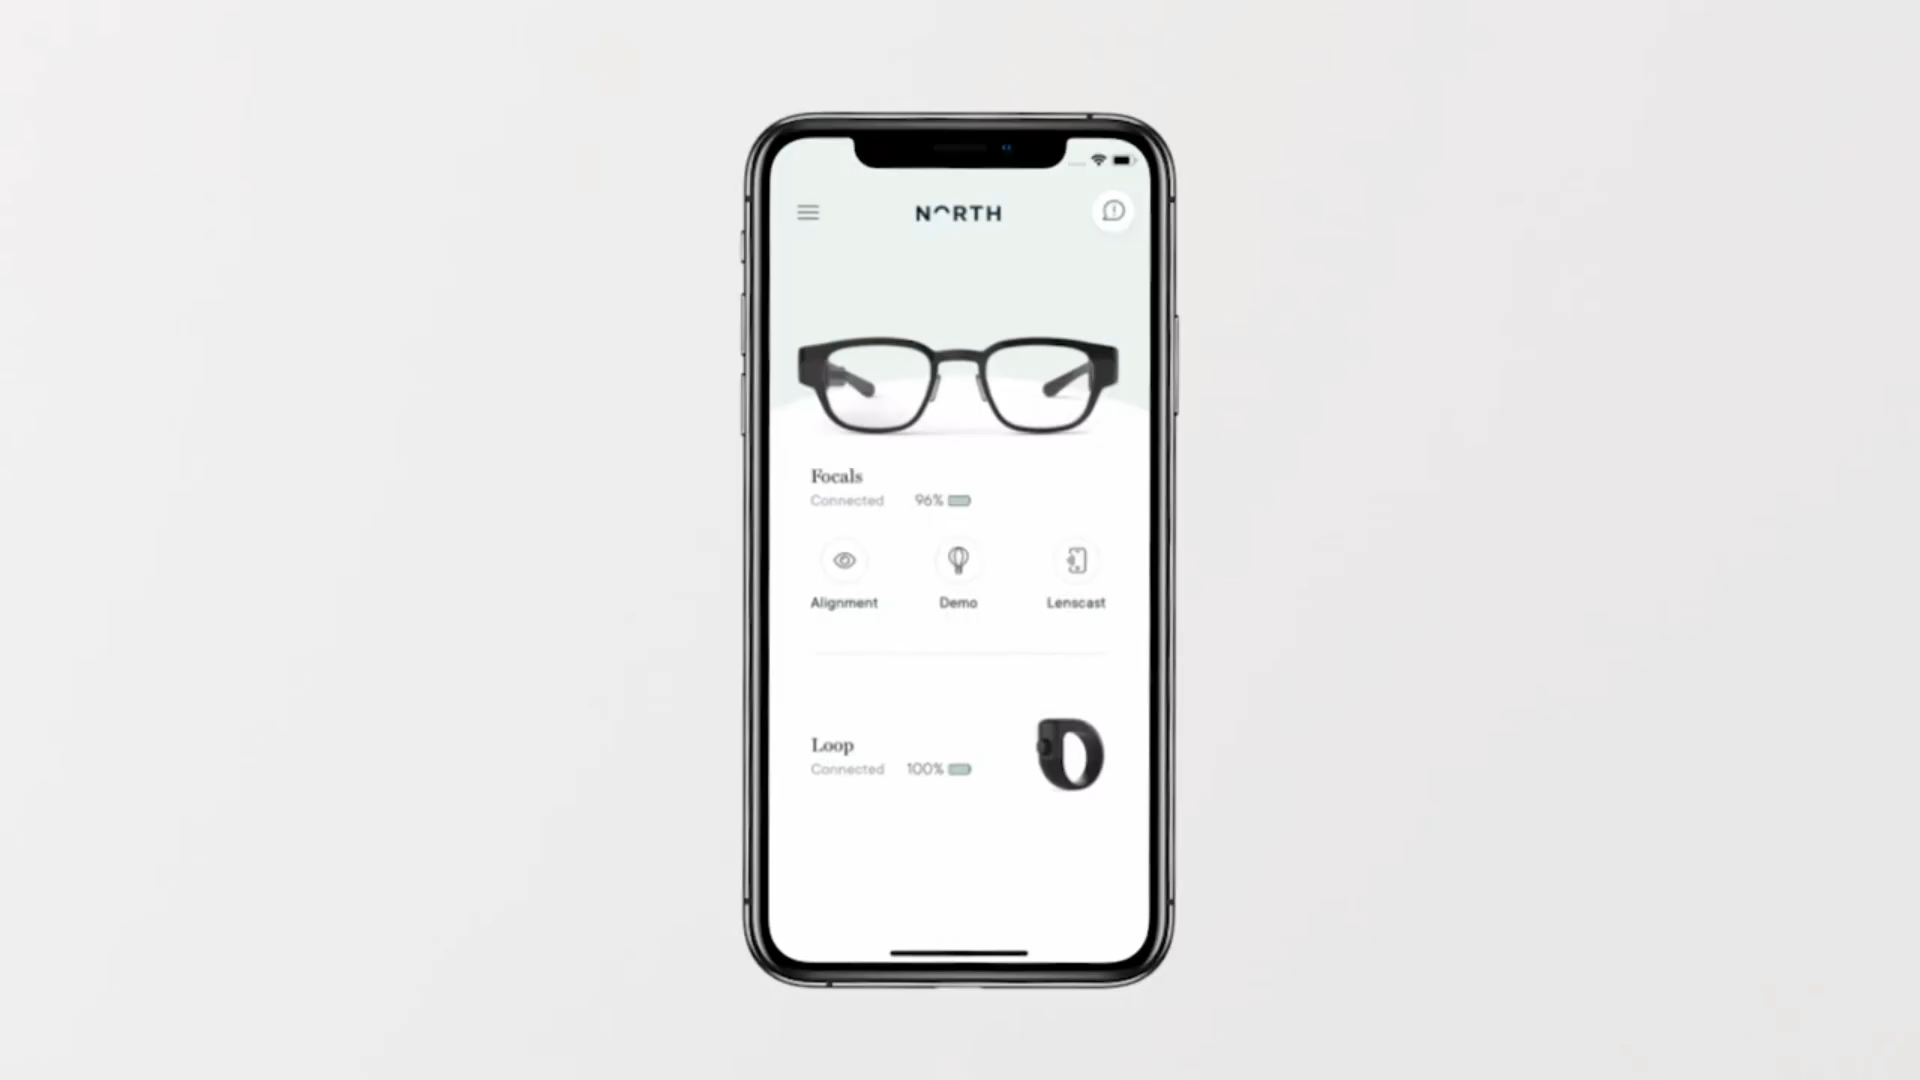 NORTH
Focals
Connected 96%
Alignment Demo Lenscast
Loop
Connected 100%